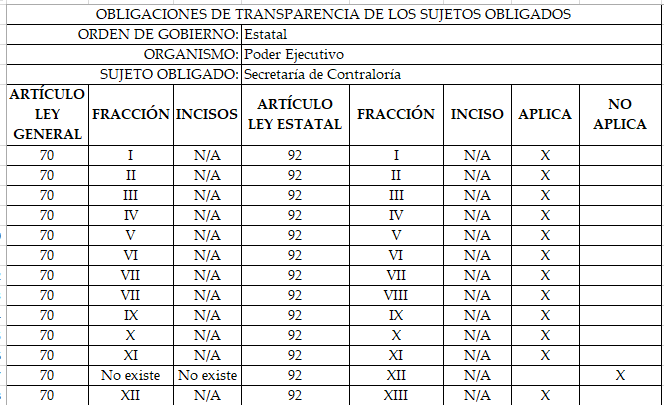 OBLIGACIONES DE TRANSPARENCIA DE LOS SUJETOS OBLIGADOS
ORDEN DE GOBIERNO: Estatal
ORGANISMO: Poder Ejecutivo
SUJETO OBLIGADO: Secretaría de Contraloría
ARTÍCULO LEY GENERAL FRACCIÓN INCISOS ARTÍCULO LEY ESTATAL FRACCIÓN INCISO APLICA NO APLICA
70 I N/A 92 I N/A X
70 II N/A 92 II N/A X
70 III N/A 92 III N/A X
70 IV N/A 92 IV N/A X
70 V N/A 92 V N/A X
70 VI N/A 92 VI N/A X
70 VII N/A 92 VII N/A X
70 VII N/A 92 VIII N/A X
70 IX N/A 92 IX N/A X
70 X N/A 92 X N/A X
70 XI N/A 92 XI N/A X
70 No existe No existe 92 XII N/A X
70 XII N/A 92 XIII N/A X